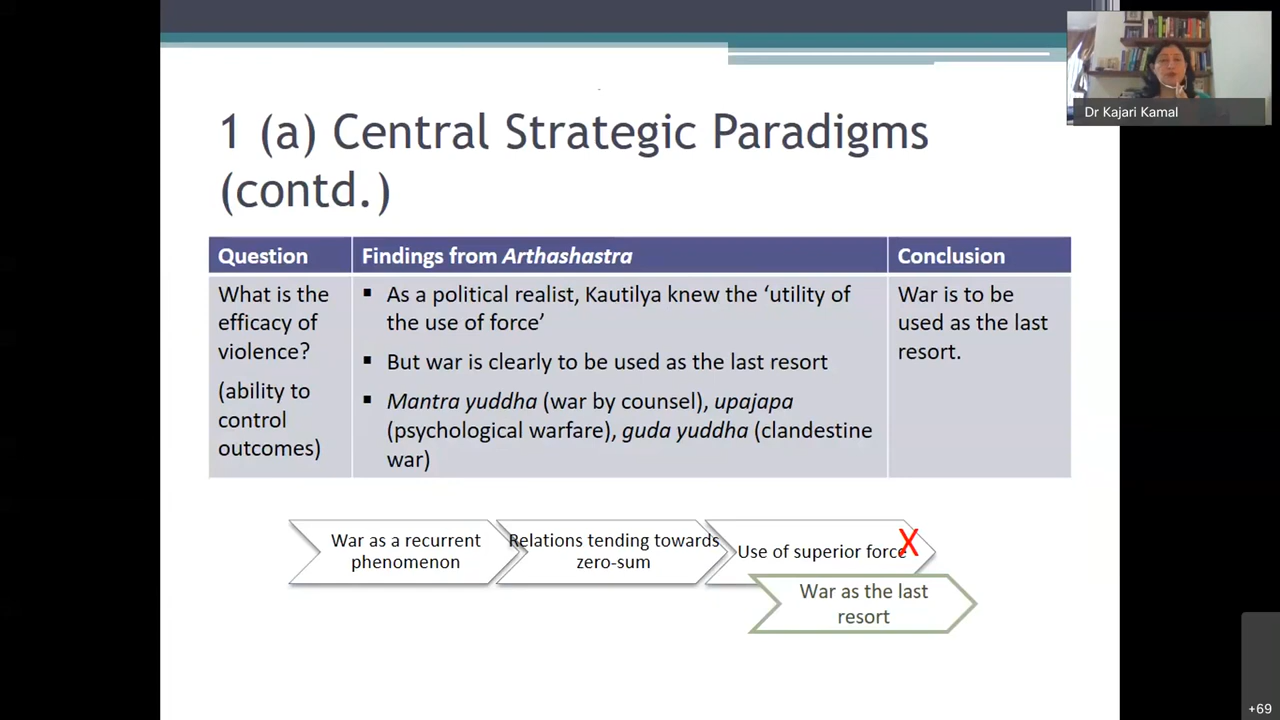 Dr Kajari Kamal
1 (a) Central Strategic Paradigms
(contd.)
Question
Findings from Arthashastra
Conclusion
What is the
efficacy of
violence?
(ability to
control
outcomes)
▪ As a political realist, Kautilya knew the ‘utility of
the use of force’
▪ But war is clearly to be used as the last resort
▪ Mantra yuddha (war by counsel), upajapa
(psychological warfare), guda yuddha (clandestine
war)
War is to be
used as the last
resort.
War as a recurrent
phenomenon
Relations tending towards
zero-sum
Use of superior force
X
War as the last
resort
+69